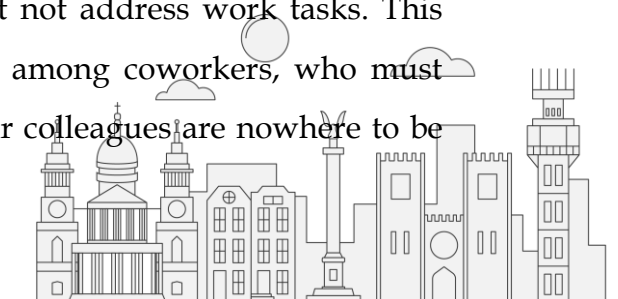 not address work tasks. This
among coworkers, who must
colleagues are nowhere to be